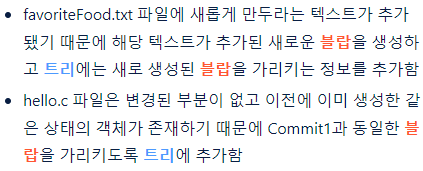 • favoriteFood.txt 파일에 새롭게 만두라는 텍스트가 추가
됐기 때문에 해당 텍스트가 추가된 새로운 블랍을 생성하
고 트리에는 새로 생성된 블랍을 가리키는 정보를 추가함
• hello.c 파일은 변경된 부분이 없고 이전에 이미 생성한 같
은 상태의 객체가 존재하기 때문에 Commit1과 동일한 블
랍을 가리키도록 트리에 추가함